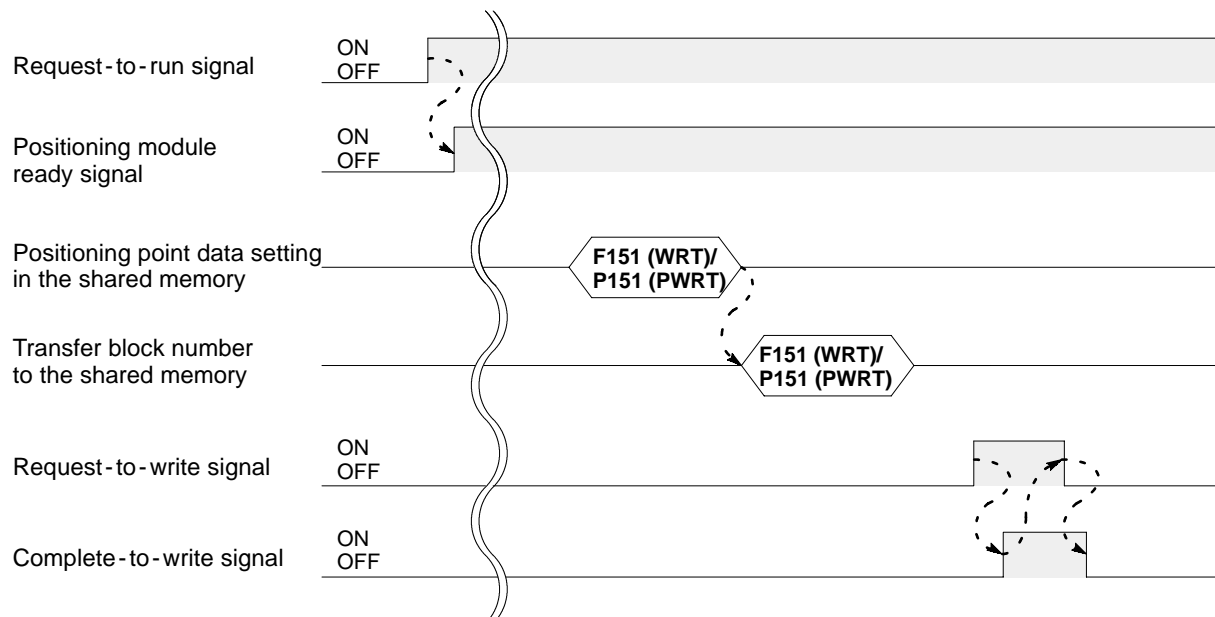 Request-to-run signal
ON
OFF
Positioning module
ready signal
ON
OFF
Positioning point data setting
in the shared memory
F151 (WRT)/
P151 (PWRT)
Transfer block number
to the shared memory
F151 (WRT)/
P151 (PWRT)
Request-to-write signal
ON
OFF
Complete-to-write signal
ON
OFF